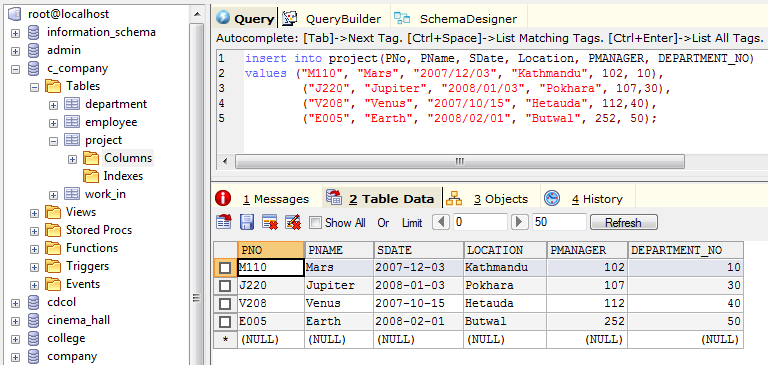 root@localhost
information_schema
admin
c_company
Tables
department
employee
project
Columns
Indexes
work_in
Views
Stored Procs
Functions
Triggers
Events
cdcol
cinema_hall
college
company
Query QueryBuilder SchemaDesigner
Autocomplete: [Tab]->Next Tag. [Ctrl+Space]->List Matching Tags. [Ctrl+Enter]->List All Tags.
1 insert into project(PNo, PName, SDate, Location, PMANAGER, DEPARTMENT_NO)
2 values ("M110", "Mars", "2007/12/03", "Kathmandu", 102, 10),
3 ("J220", "Jupiter", "2008/01/03", "Pokhara", 107,30),
4 ("V208", "Venus", "2007/10/15", "Hetauda", 112,40),
5 ("E005", "Earth", "2008/02/01", "Butwal", 252, 50);
1 Messages 2 Table Data 3 Objects 4 History
Show All Or Limit 0 50 Refresh
PNO PNAME SDATE LOCATION PMANAGER DEPARTMENT_NO
M110 Mars 2007-12-03 Kathmandu 102 10
J220 Jupiter 2008-01-03 Pokhara 107 30
V208 Venus 2007-10-15 Hetauda 112 40
E005 Earth 2008-02-01 Butwal 252 50
* (NULL) (NULL) (NULL) (NULL) (NULL) (NULL)